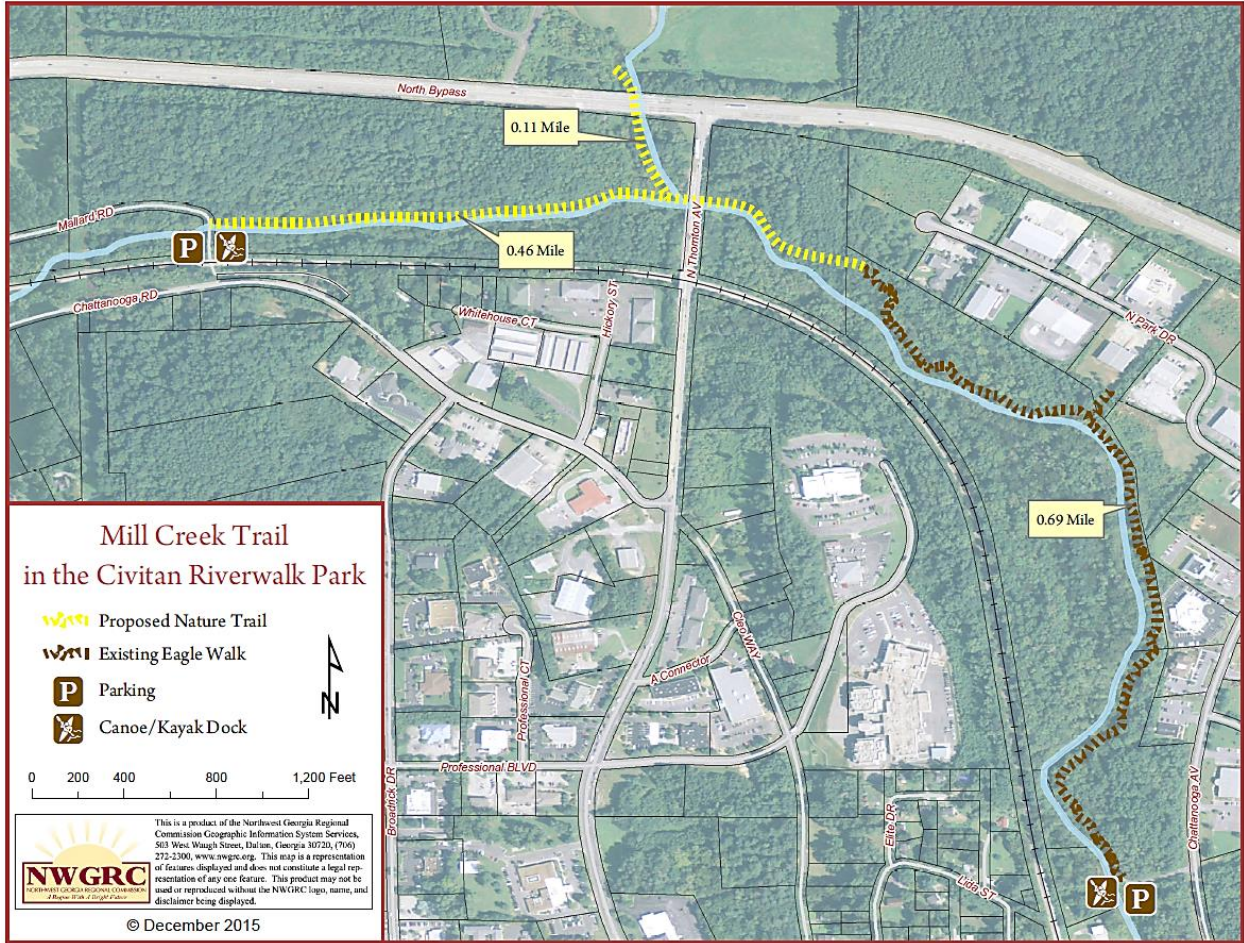 North Bypass
0.11 Mile
Mallard RD
P
0.46 Mile
N Thornton AV
Chattanooga RD
Whitehouse CT
Hickory ST
N Park DR
0.69 Mile
Cleo WAY
A Connector
Professional CT
Professional BLVD
Broadrick DR
Elite DR
Lida ST
Chattanooga AV
P
Mill Creek Trail
in the Civitan Riverwalk Park
Proposed Nature Trail
Existing Eagle Walk
P Parking
Canoe/Kayak Dock
N
0 200 400 800 1,200 Feet
NWGRC
NORTHWEST GEORGIA REGIONAL COMMISSION
A Region With A Bright Future
This is a product of the Northwest Georgia Regional
Commission Geographic Information System Services,
503 West Waugh Street, Dalton, Georgia 30720, (706)
272-2300, www.nwgrc.org. This map is a representation
of features displayed and does not constitute a legal rep-
resentation of any one feature. This product may not be
used or reproduced without the NWGRC logo, name, and
disclaimer being displayed.
© December 2015